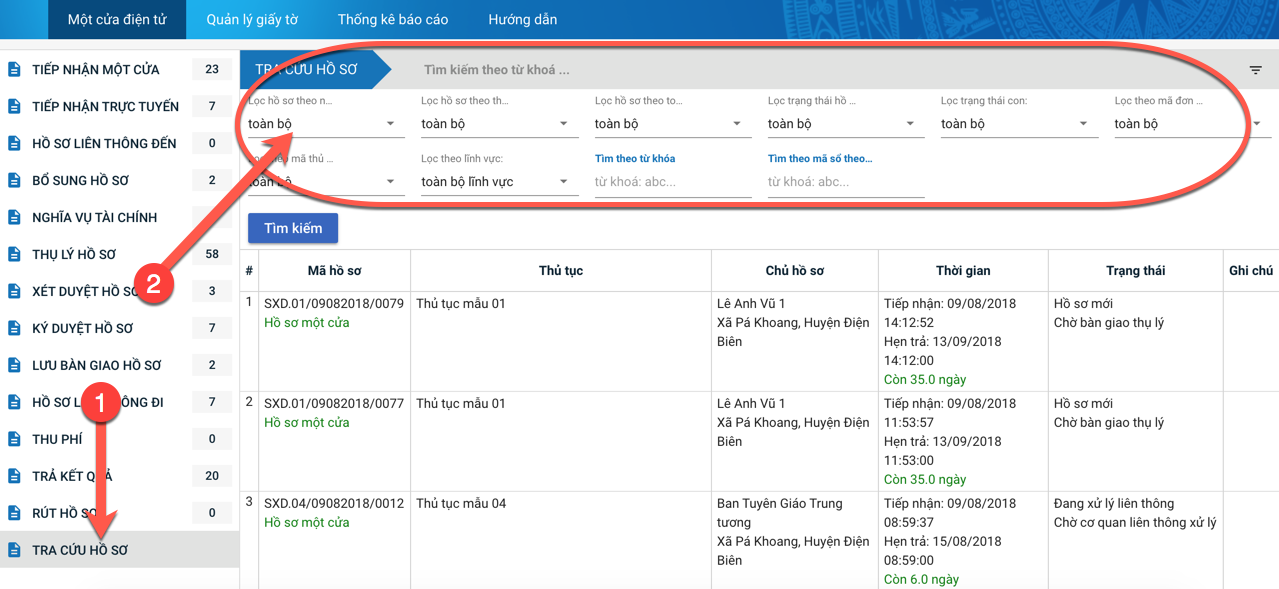 Một cửa điện tử
Quản lý giấy tờ
Thống kê báo cáo
Hướng dẫn
TIẾP NHẬN MỘT CỬA 23
TIẾP NHẬN TRỰC TUYẾN 7
HỒ SƠ LIÊN THÔNG ĐẾN 0
BỔ SUNG HỒ SƠ 2
NGHĨA VỤ TÀI CHÍNH
THỤ LÝ HỒ SƠ 58
XÉT DUYỆT HỒ SƠ 3
KÝ DUYỆT HỒ SƠ 7
LƯU BÀN GIAO HỒ SƠ 2
HỒ SƠ ĐI 7
THU PHÍ 0
TRẢ KẾT QUẢ 20
RÚT HỒ SƠ 0
TRA CỨU HỒ SƠ
1
2
TRA CỨU HỒ SƠ
Tìm kiếm theo từ khoá ...
Lọc hồ sơ theo n...
toàn bộ
Lọc hồ sơ theo th...
toàn bộ
Lọc hồ sơ theo to...
toàn bộ
Lọc trạng thái hồ ...
toàn bộ
Lọc trạng thái con:
toàn bộ
Lọc theo mã đơn ...
toàn bộ
mã thủ ...
toàn bộ
Lọc theo lĩnh vực:
toàn bộ lĩnh vực
Tìm theo từ khóa
từ khoá: abc...
Tìm theo mã số theo...
từ khoá: abc...
Tìm kiếm
# Mã hồ sơ Thủ tục Chủ hồ sơ Thời gian Trạng thái Ghi chú
1
SXD.01/09082018/0079
Hồ sơ một cửa
Thủ tục mẫu 01
Lê Anh Vũ 1
Xã Pá Khoang, Huyện Điện
Biên
Tiếp nhận: 09/08/2018
14:12:52
Hẹn trả: 13/09/2018
14:12:00
Còn 35.0 ngày
Hồ sơ mới
Chờ bàn giao thụ lý
2
SXD.01/09082018/0077
Hồ sơ một cửa
Thủ tục mẫu 01
Lê Anh Vũ 1
Xã Pá Khoang, Huyện Điện
Biên
Tiếp nhận: 09/08/2018
11:53:57
Hẹn trả: 13/09/2018
11:53:00
Còn 35.0 ngày
Hồ sơ mới
Chờ bàn giao thụ lý
3
SXD.04/09082018/0012
Hồ sơ một cửa
Thủ tục mẫu 04
Ban Tuyên Giáo Trung
tương
Xã Pá Khoang, Huyện Điện
Biên
Tiếp nhận: 09/08/2018
08:59:37
Hẹn trả: 15/08/2018
08:59:00
Còn 6.0 ngày
Đang xử lý liên thông
Chờ cơ quan liên thông xử lý